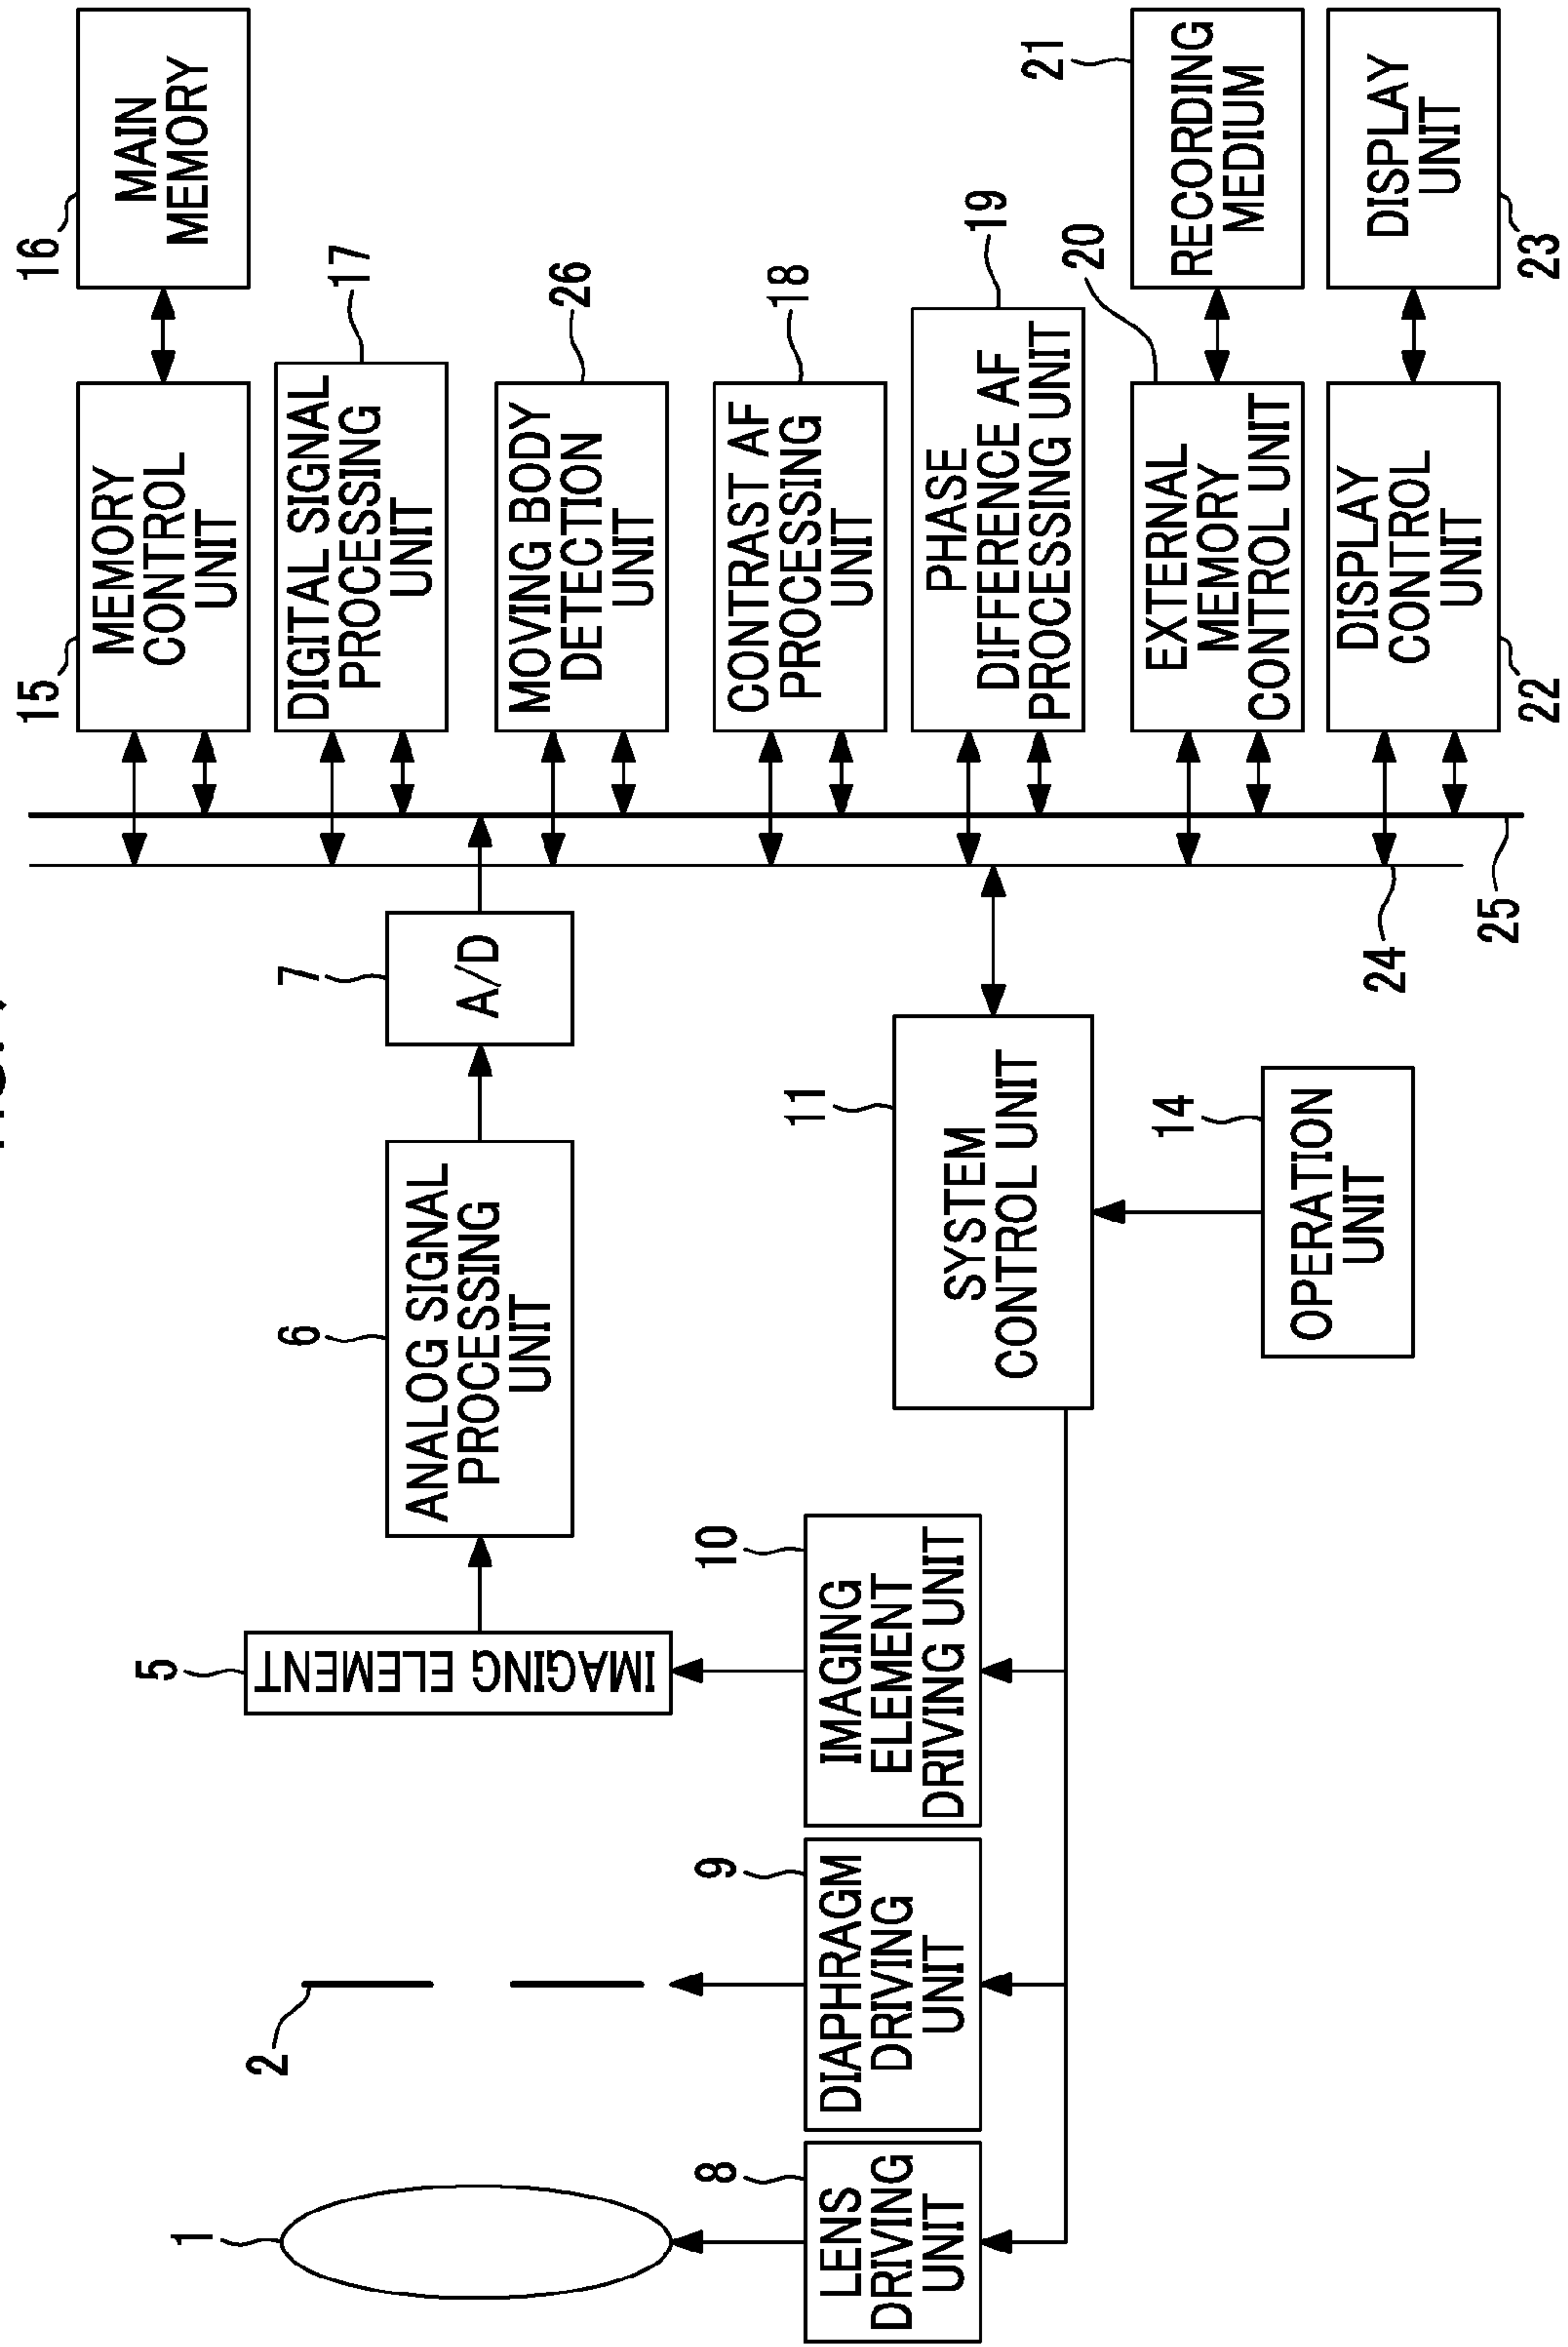 1
2
5
IMAGING ELEMENT
6
ANALOG SIGNAL
PROCESSING
UNIT
7
A/D
8
LENS
DRIVING
UNIT
9
DIAPHRAGM
DRIVING
UNIT
10
IMAGING
ELEMENT
DRIVING UNIT
11
SYSTEM
CONTROL UNIT
14
OPERATION
UNIT
24
25
15
MEMORY
CONTROL
UNIT
16
MAIN
MEMORY
17
DIGITAL SIGNAL
PROCESSING
UNIT
26
MOVING BODY
DETECTION
UNIT
18
CONTRAST AF
PROCESSING
UNIT
19
PHASE
DIFFERENCE AF
PROCESSING UNIT
20
EXTERNAL
MEMORY
CONTROL UNIT
21
RECORDING
MEDIUM
22
DISPLAY
CONTROL
UNIT
23
DISPLAY
UNIT